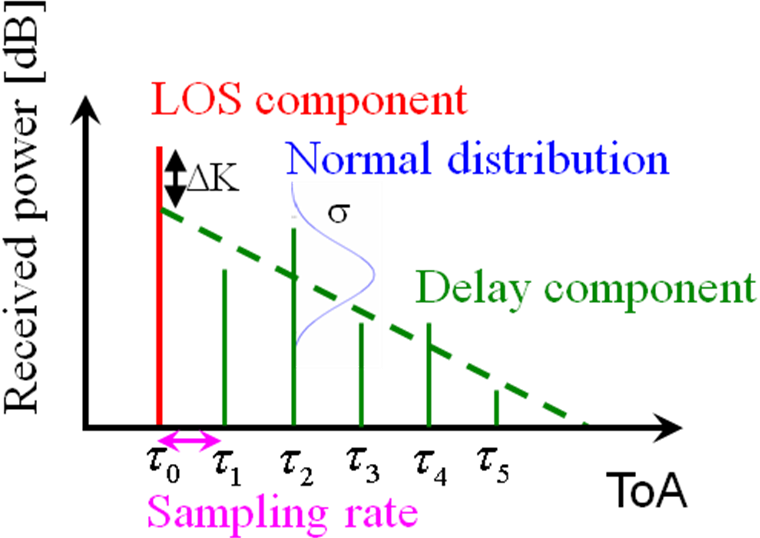 Received power [dB]
LOS component
ΔK
Normal distribution
σ
Delay component
τ0 τ1 τ2 τ3 τ4 τ5
ToA
Sampling rate